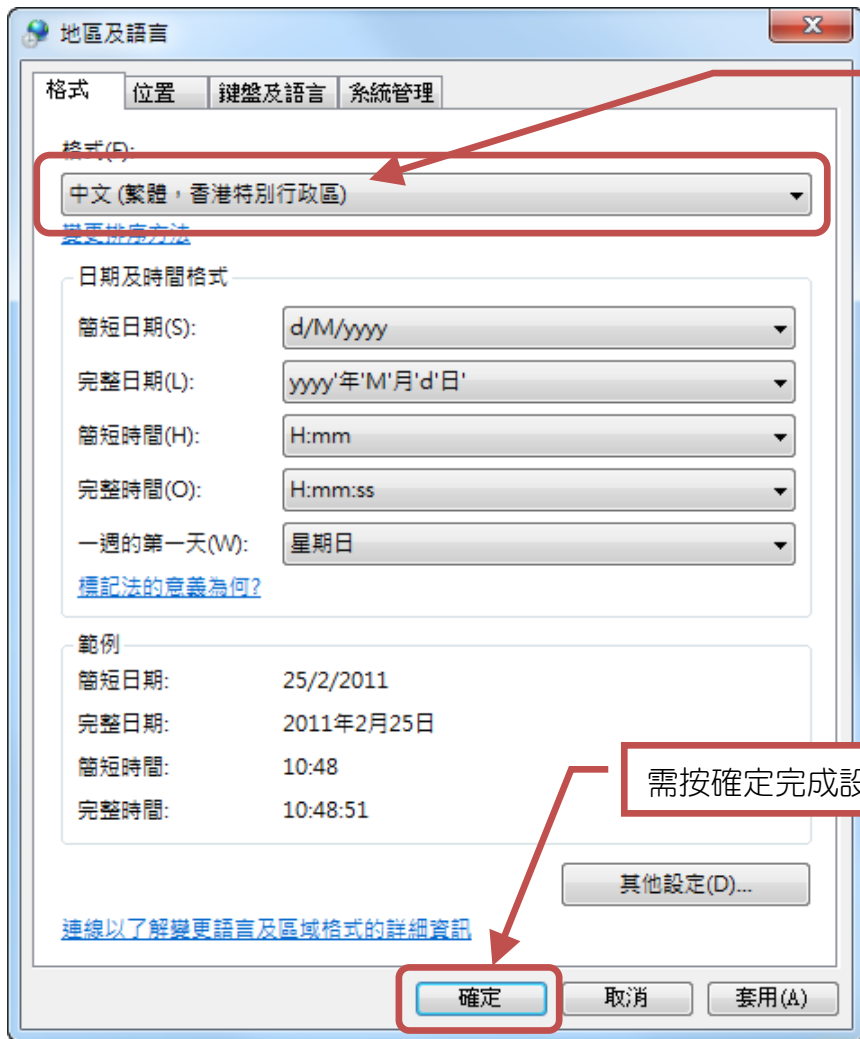 地區及語言
格式 位置 鍵盤及語言 系統管理
格式(F):
中文 (繁體，香港特別行政區)
變更排序方法
日期及時間格式
簡短日期(S): d/M/yyyy
完整日期(L): yyyy'年'M'月'd'日'
簡短時間(H): H:mm
完整時間(O): H:mm:ss
一週的第一天(W): 星期日
標記法的意義為何?
範例
簡短日期: 25/2/2011
完整日期: 2011年2月25日
簡短時間: 10:48
完整時間: 10:48:51
需按確定完成設
其他設定(D)...
連線以了解變更語言及區域格式的詳細資訊
確定 取消 套用(A)